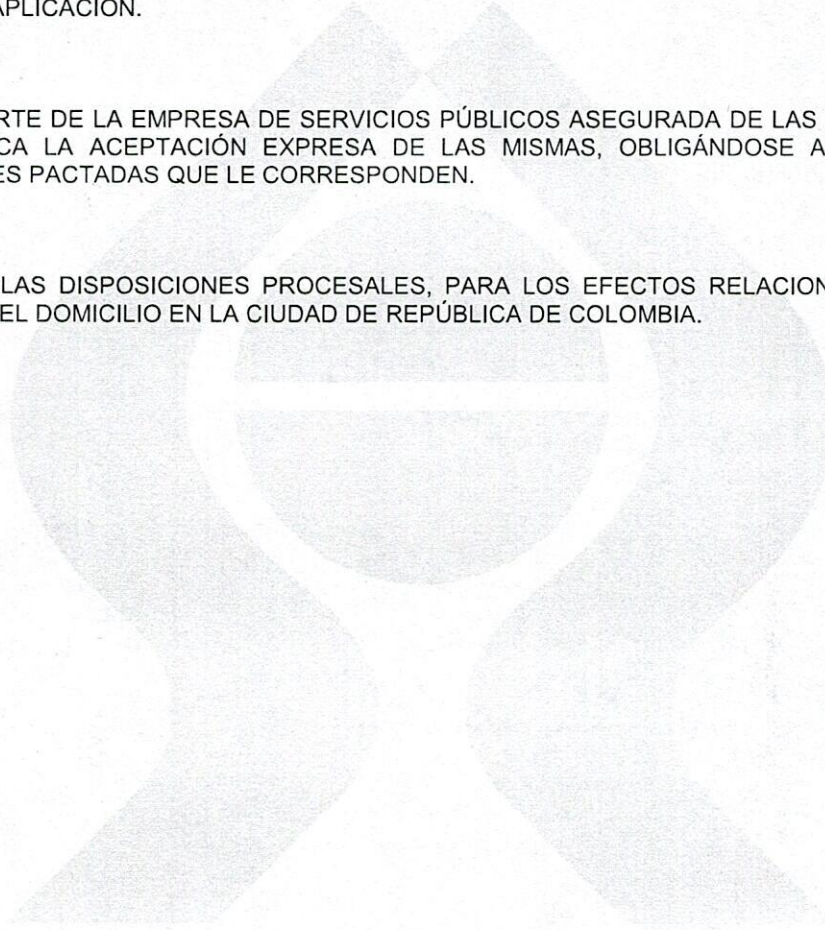 APLICACIÓN.
RTE DE LA EMPRESA DE SERVICIOS PÚBLICOS ASEGURADA DE LAS
CA LA ACEPTACIÓN EXPRESA DE LAS MISMAS, OBLIGÁNDOSE A
ES PACTADAS QUE LE CORRESPONDEN.
LAS DISPOSICIONES PROCESALES, PARA LOS EFECTOS RELACION
EL DOMICILIO EN LA CIUDAD DE REPÚBLICA DE COLOMBIA.